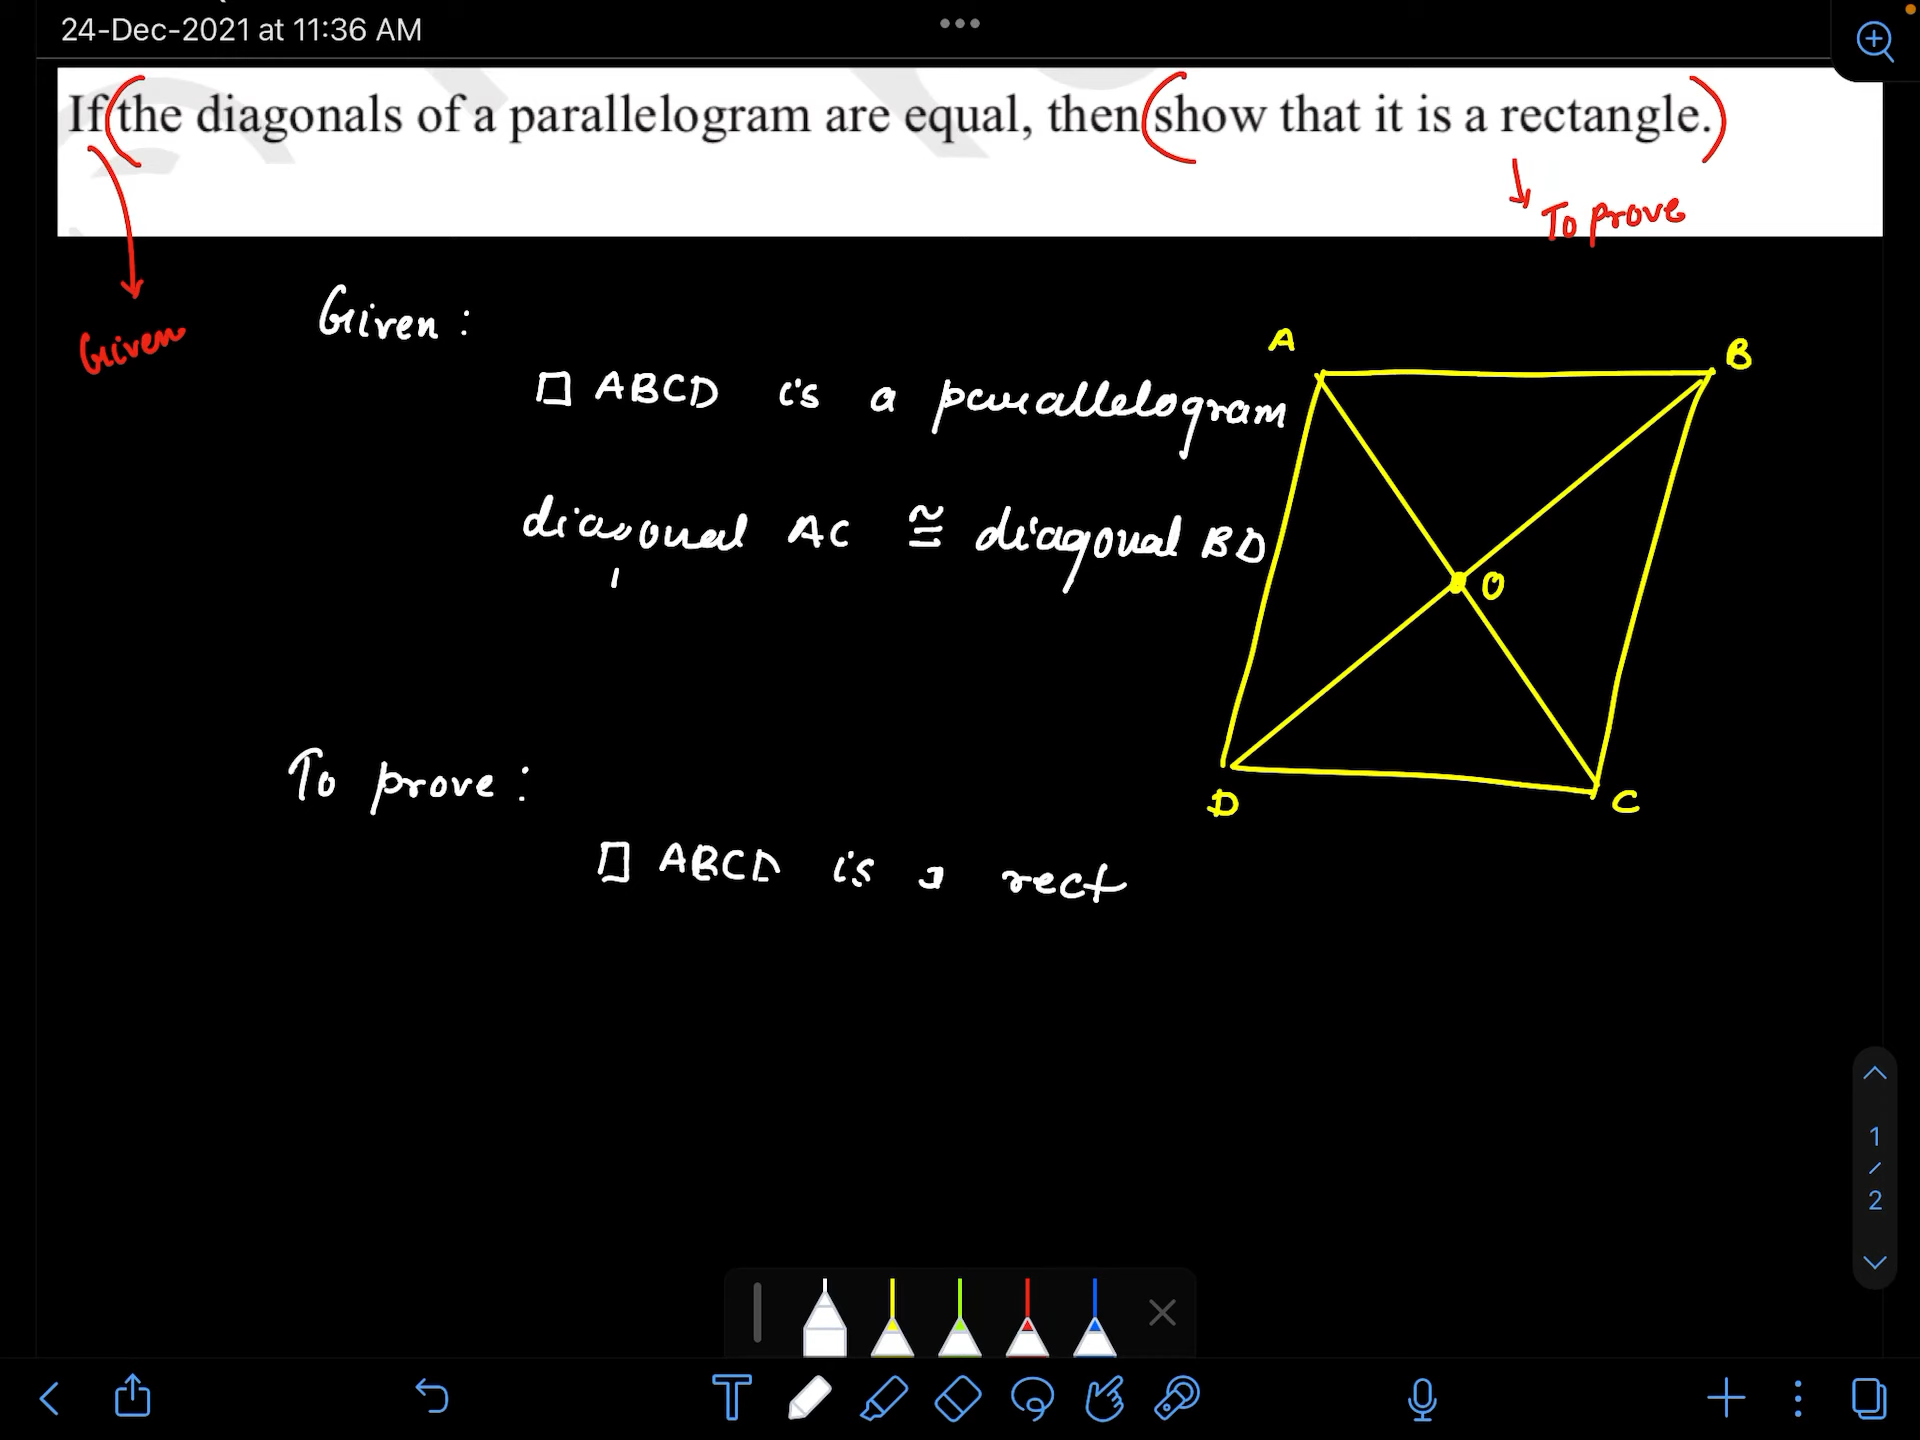 24-Dec-2021 at 11:36 AM
If (the diagonals of a parallelogram are equal, then (show that it is a rectangle.)
To prove
Given
Given :
□ ABCD is a parallelogram
diagonal AC ≅ diagonal BD
A
B
O
D
C
To prove :
□ ABCD is a rect
1
/
2
T